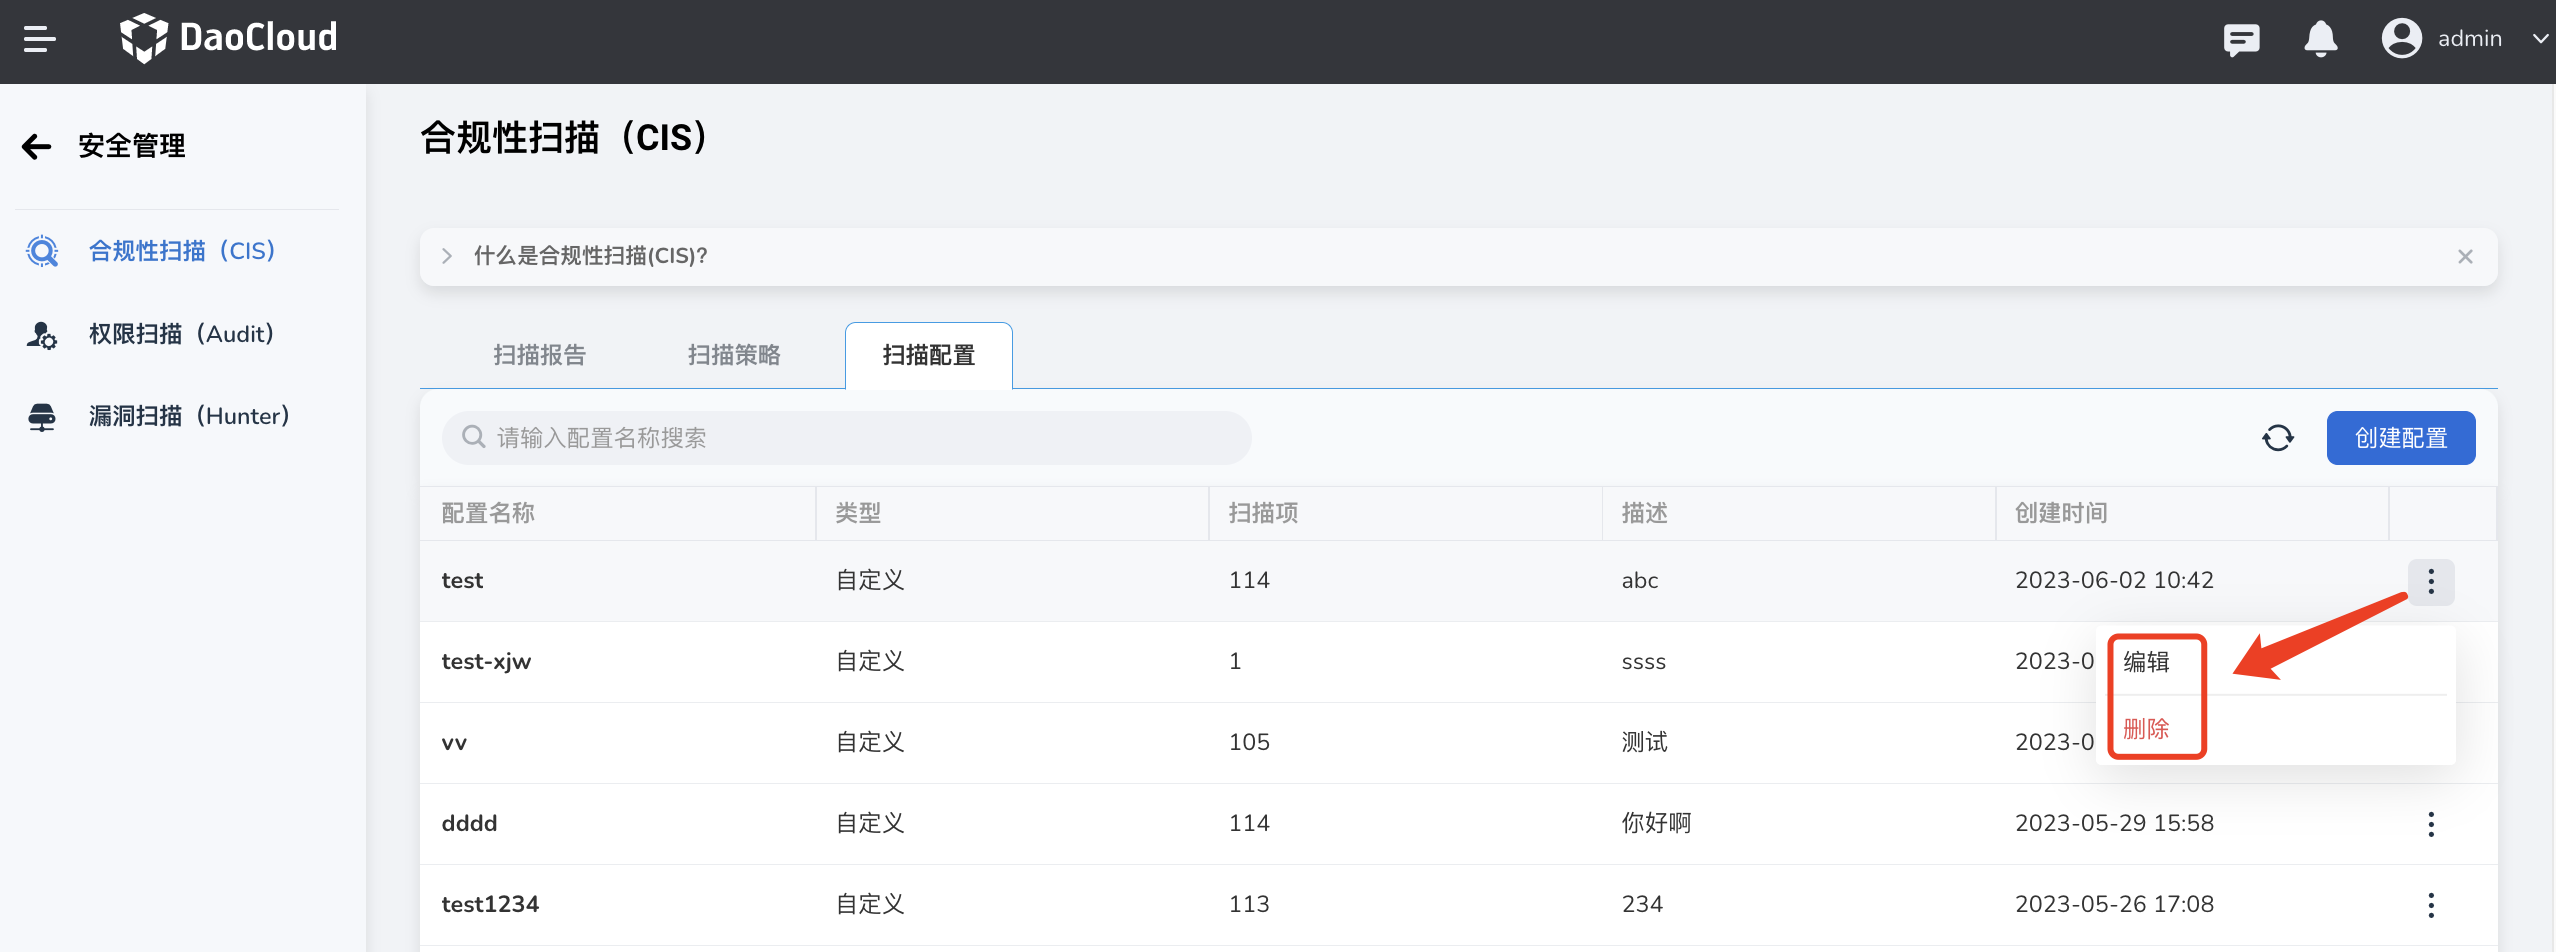 DaoCloud
admin
安全管理
合规性扫描（CIS）
权限扫描（Audit）
漏洞扫描（Hunter）
合规性扫描（CIS）
什么是合规性扫描(CIS)?
扫描报告 扫描策略 扫描配置
请输入配置名称搜索
创建配置
配置名称 类型 扫描项 描述 创建时间
test 自定义 114 abc 2023-06-02 10:42
test-xjw 自定义 1 ssss 2023-0
编辑
vv 自定义 105 测试 2023-0
删除
dddd 自定义 114 你好啊 2023-05-29 15:58
test1234 自定义 113 234 2023-05-26 17:08